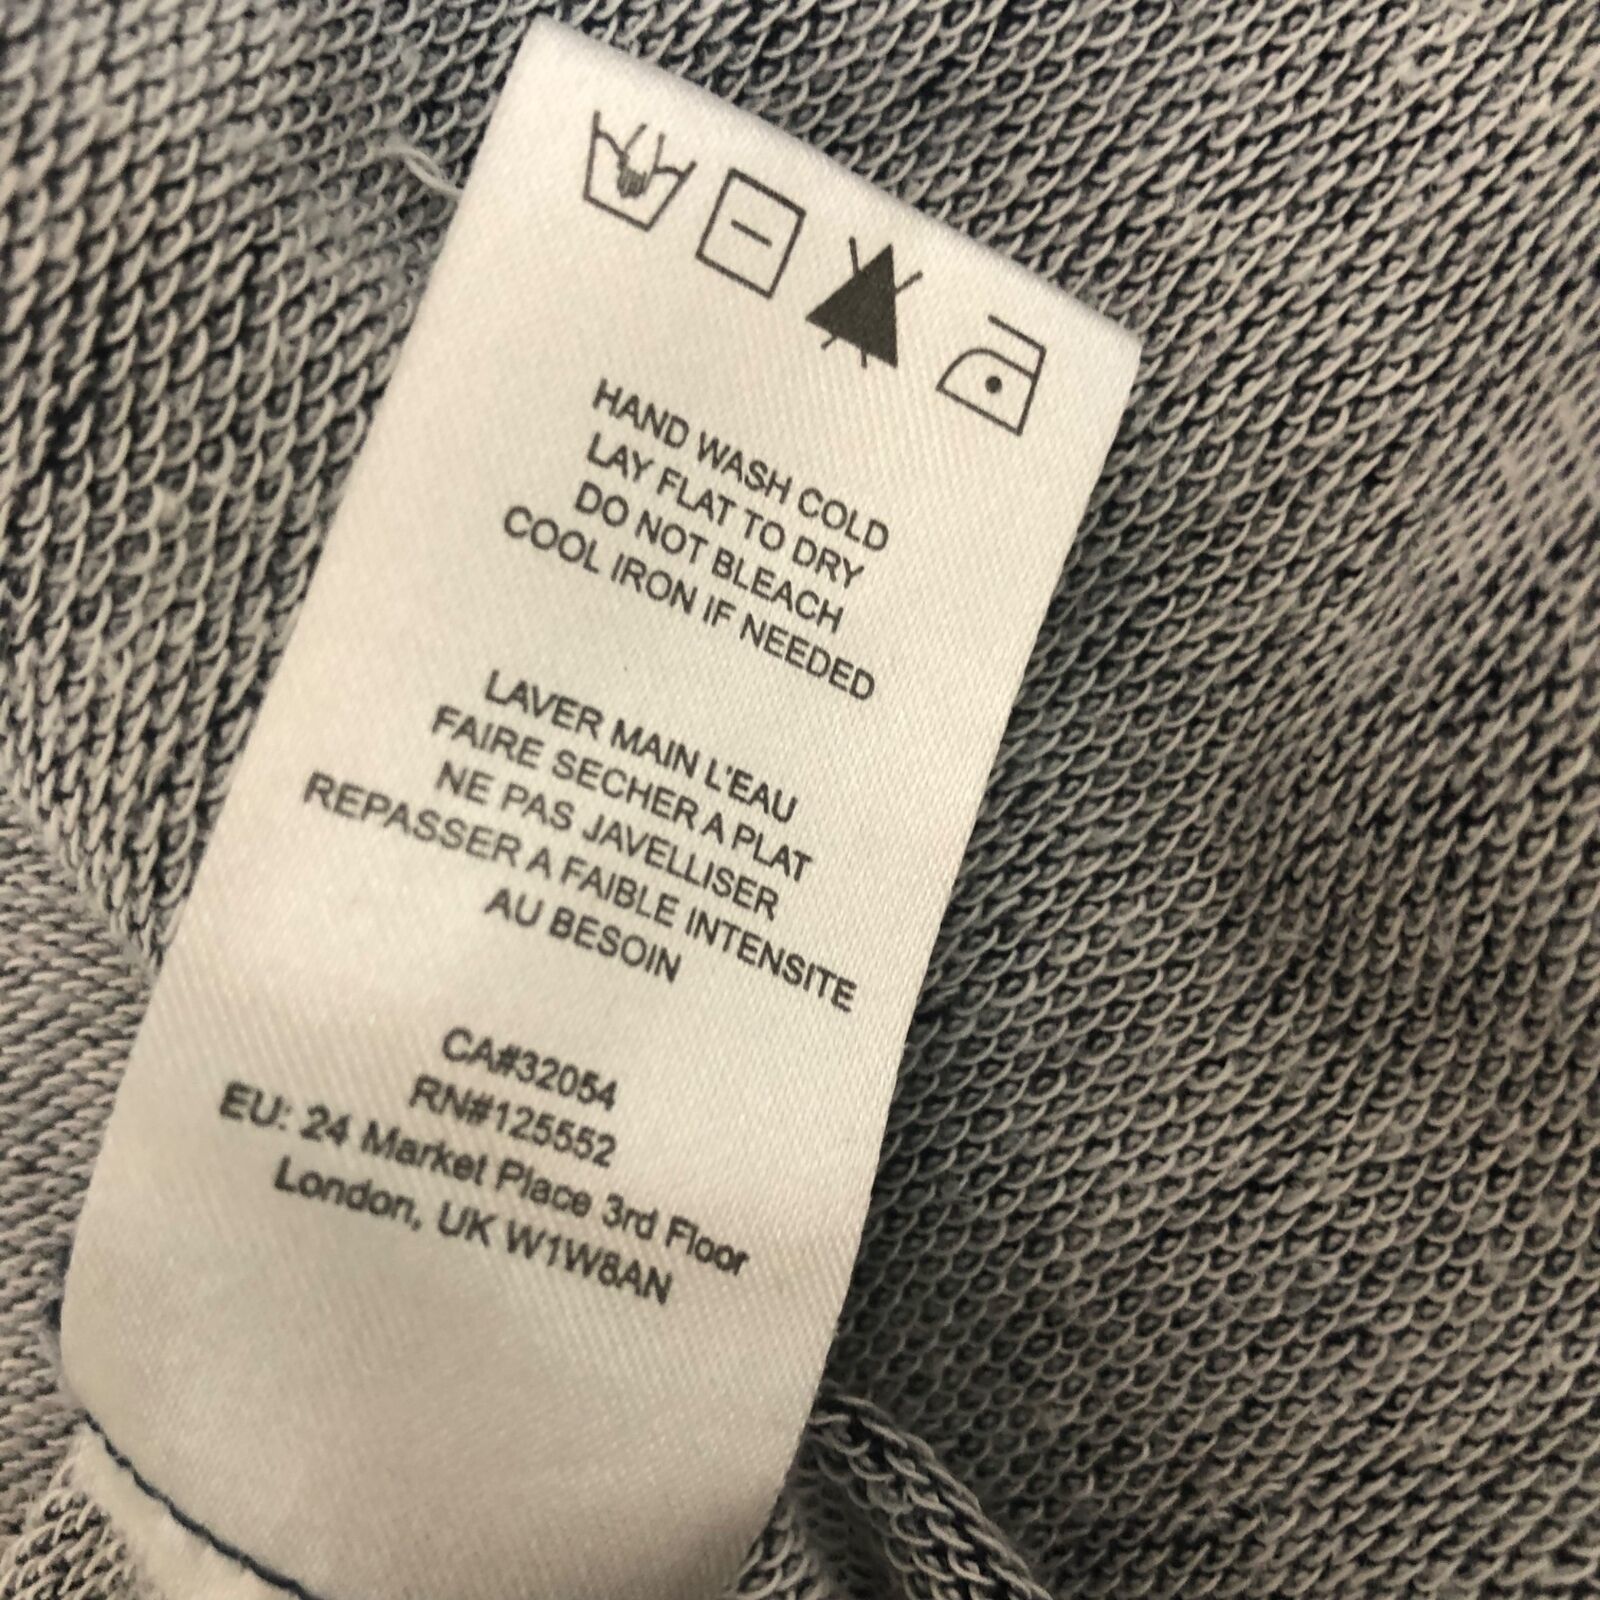 HAND WASH COLD
LAY FLAT TO DRY
DO NOT BLEACH
COOL IRON IF NEEDED
LAVER MAIN L'EAU
FAIRE SECHER A PLAT
NE PAS JAVELLISER
REPASSER A FAIBLE INTENSITE
AU BESOIN
CA#32054
RN#125552
EU: 24 Market Place 3rd Floor
London, UK W1W8AN